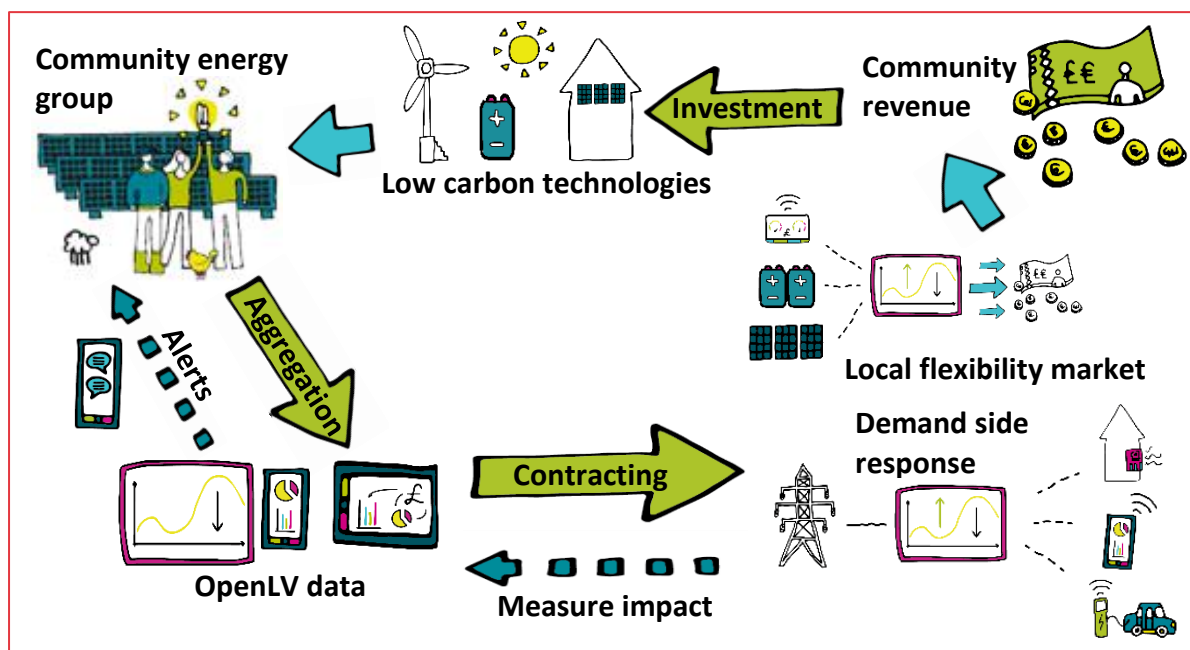 Community energy
group
Low carbon technologies
Investment
Community
revenue
££
££
Local flexibility market
Aggregation
Alerts
£
OpenLV data
Contracting
Measure impact
Demand side
response